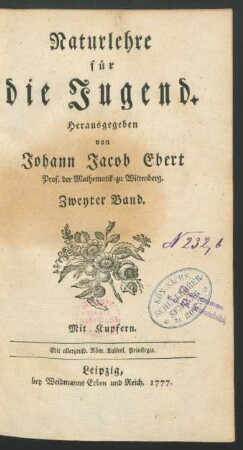 Naturlehre
für
die Jugend.
Herausgegeben
von
Johann Jacob Ebert
Prof. der Mathematik zu Wittenberg.
Zweyter Band.
N 232, b
Mit Kupfern.
Mit allergnäd. Röm. Kaiserl. Privilegio.
Leipzig,
bey Weidmanns Erben und Reich. 1777.